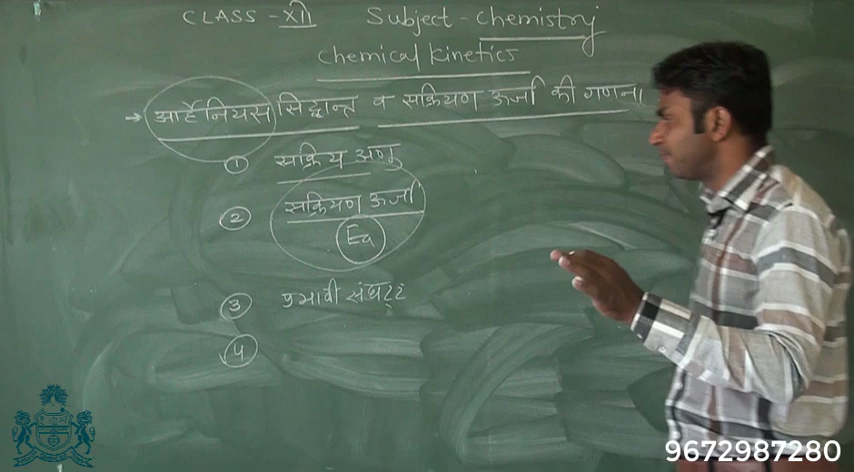 CLASS - XII Subject - Chemistry
Chemical Kinetics
→ आर्हेनियस सिद्धान्त व सक्रियण ऊर्जा की गणना
① सक्रिय अणु
② सक्रियण ऊर्जा
Ea
③ प्रभावी संघट्ट
④
9672987280